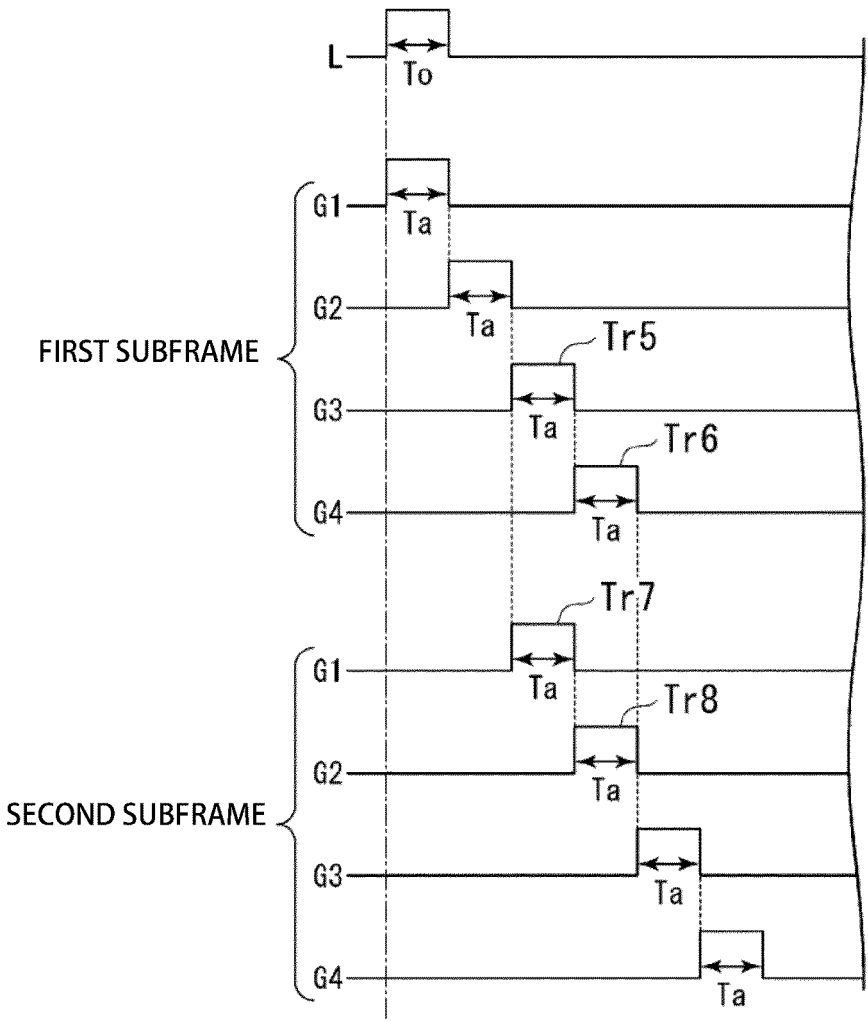 L
To
G1
Ta
G2
Ta
FIRST SUBFRAME
Tr5
G3
Ta
Tr6
G4
Ta
Tr7
G1
Ta
Tr8
G2
Ta
SECOND SUBFRAME
G3
Ta
G4
Ta